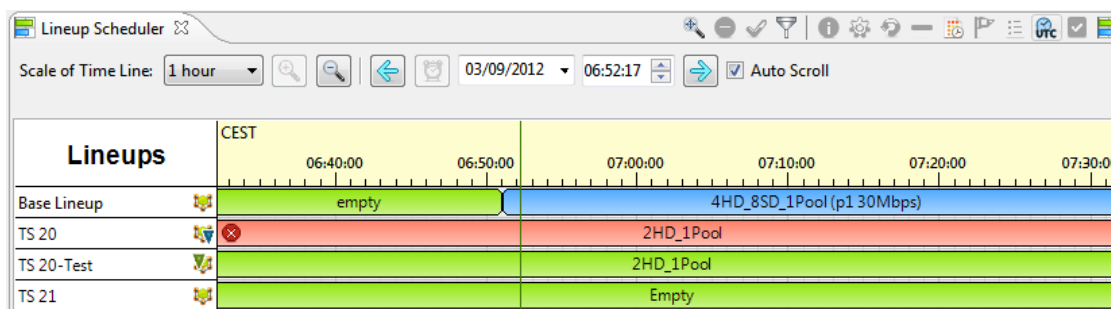 Lineup Scheduler
UTC
Scale of Time Line: 1 hour 03/09/2012 06:52:17 Auto Scroll
Lineups
CEST
06:40:00 06:50:00 07:00:00 07:10:00 07:20:00 07:30:0
Base Lineup empty 4HD_8SD_1Pool (p1 30Mbps)
TS 20 2HD_1Pool
TS 20-Test 2HD_1Pool
TS 21 Empty